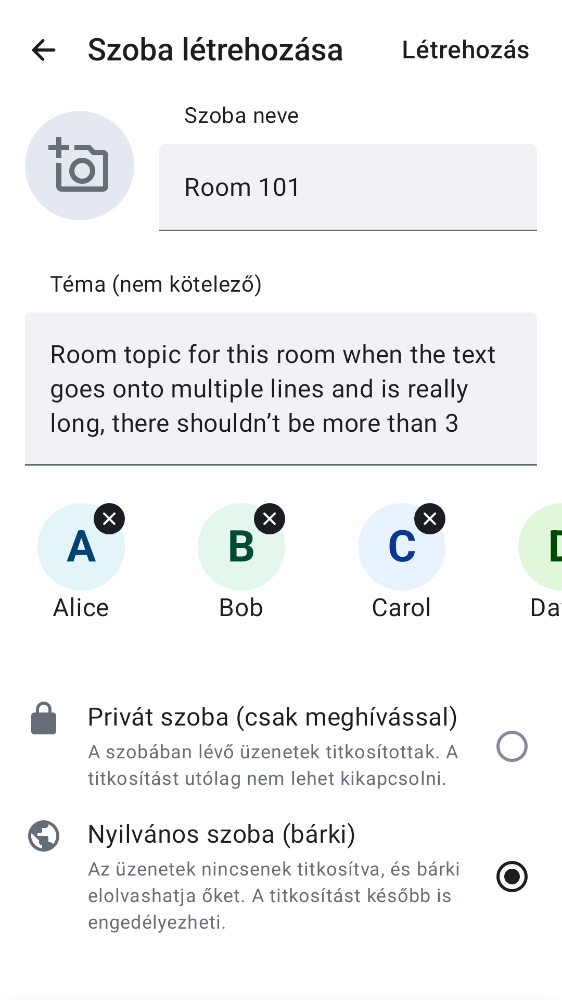 Szoba létrehozása
Létrehozás
Szoba neve
Room 101
Téma (nem kötelező)
Room topic for this room when the text
goes onto multiple lines and is really
long, there shouldn’t be more than 3
A
B
C
Alice
Bob
Carol
Privát szoba (csak meghívással)
A szobában lévő üzenetek titkosítottak. A
titkosítást utólag nem lehet kikapcsolni.
Nyilvános szoba (bárki)
Az üzenetek nincsenek titkosítva, és bárki
elolvashatja őket. A titkosítást később is
engedélyezheti.